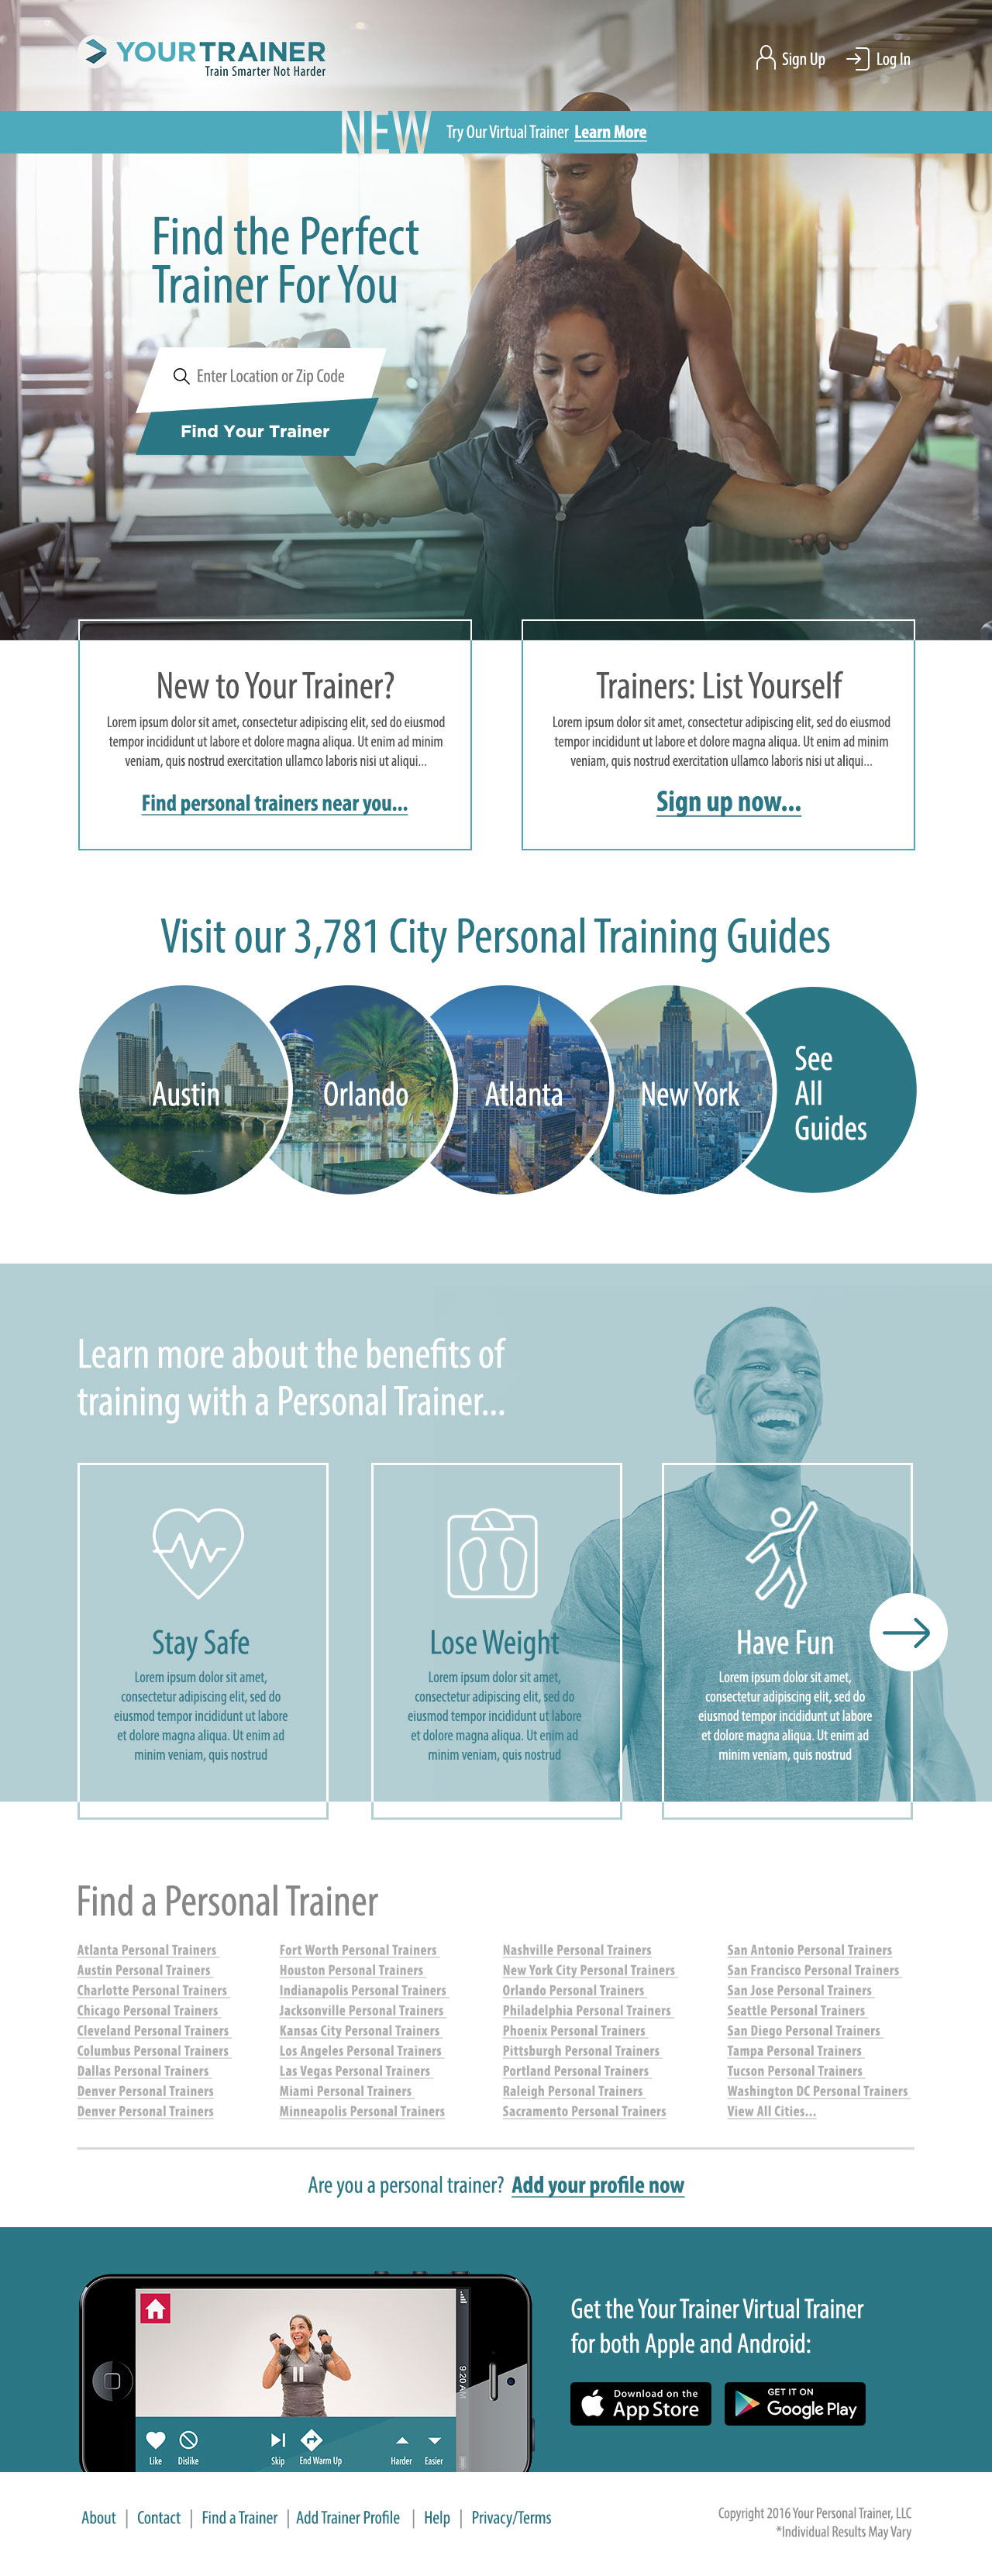 YOURTRAINER
Train Smarter Not Harder
Sign Up
Log In
NEW
Try Our Virtual Trainer Learn More
Find the Perfect
Trainer For You
Enter Location or Zip Code
Find Your Trainer
New to Your Trainer?
Lorem ipsum dolor sit amet, consectetur adipiscing elit, sed do eiusmod
tempor incididunt ut labore et dolore magna aliqua. Ut enim ad minim
veniam, quis nostrud exercitation ullamco laboris nisi ut aliqui...
Find personal trainers near you...
Trainers: List Yourself
Lorem ipsum dolor sit amet, consectetur adipiscing elit, sed do eiusmod
tempor incididunt ut labore et dolore magna aliqua. Ut enim ad minim
veniam, quis nostrud exercitation ullamco laboris nisi ut aliqui...
Sign up now...
Visit our 3,781 City Personal Training Guides
Austin
Orlando
Atlanta
New York
See
All
Guides
Learn more about the benefits of
training with a Personal Trainer...
Stay Safe
Lorem ipsum dolor sit amet,
consectetur adipiscing elit, sed do
eiusmod tempor incididunt ut labore
et dolore magna aliqua. Ut enim ad
minim veniam, quis nostrud
Lose Weight
Lorem ipsum dolor sit amet,
consectetur adipiscing elit, sed do
eiusmod tempor incididunt ut labore
et dolore magna aliqua. Ut enim ad
minim veniam, quis nostrud
Have Fun
Lorem ipsum dolor sit amet,
consectetur adipiscing elit, sed do
eiusmod tempor incididunt ut labore
et dolore magna aliqua. Ut enim ad
minim veniam, quis nostrud
Find a Personal Trainer
Atlanta Personal Trainers
Austin Personal Trainers
Charlotte Personal Trainers
Chicago Personal Trainers
Cleveland Personal Trainers
Columbus Personal Trainers
Dallas Personal Trainers
Denver Personal Trainers
Denver Personal Trainers
Fort Worth Personal Trainers
Houston Personal Trainers
Indianapolis Personal Trainers
Jacksonville Personal Trainers
Kansas City Personal Trainers
Los Angeles Personal Trainers
Las Vegas Personal Trainers
Miami Personal Trainers
Minneapolis Personal Trainers
Nashville Personal Trainers
New York City Personal Trainers
Orlando Personal Trainers
Philadelphia Personal Trainers
Phoenix Personal Trainers
Pittsburgh Personal Trainers
Portland Personal Trainers
Raleigh Personal Trainers
Sacramento Personal Trainers
San Antonio Personal Trainers
San Francisco Personal Trainers
San Jose Personal Trainers
Seattle Personal Trainers
San Diego Personal Trainers
Tampa Personal Trainers
Tucson Personal Trainers
Washington DC Personal Trainers
View All Cities...
Are you a personal trainer? Add your profile now
9:20 AM
Like
Dislike
Skip
End Warm Up
Harder
Easier
Get the Your Trainer Virtual Trainer
for both Apple and Android:
Download on the
App Store
GET IT ON
Google Play
About | Contact | Find a Trainer | Add Trainer Profile | Help | Privacy/Terms
Copyright 2016 Your Personal Trainer, LLC
*Individual Results May Vary